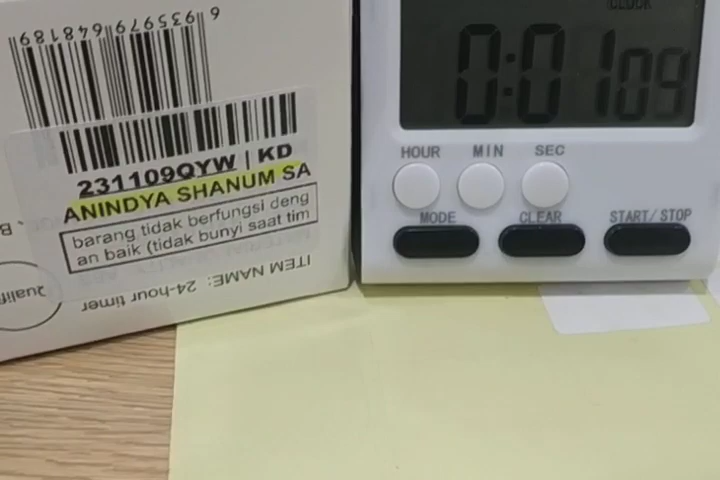 6 935979 648189
231109QYW | KD
ANINDYA SHANUM SA
barang tidak berfungsi deng
an baik (tidak bunyi saat tim
ITEM NAME: 24-hour timer
Qualifi
CLOCK
0:01 09
HOUR MIN SEC
MODE CLEAR START/STOP